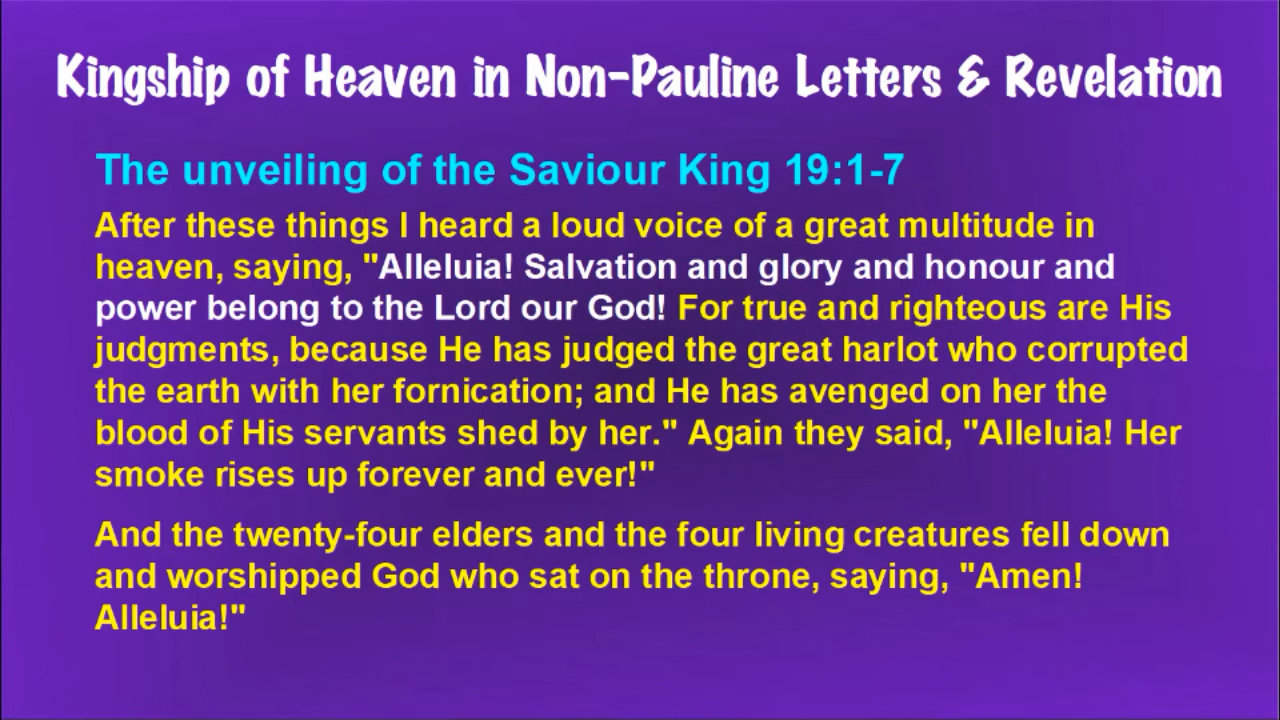 Kingship of Heaven in Non-Pauline Letters & Revelation
The unveiling of the Saviour King 19:1-7
After these things I heard a loud voice of a great multitude in
heaven, saying, "Alleluia! Salvation and glory and honour and
power belong to the Lord our God! For true and righteous are His
judgments, because He has judged the great harlot who corrupted
the earth with her fornication; and He has avenged on her the
blood of His servants shed by her." Again they said, "Alleluia! Her
smoke rises up forever and ever!"
And the twenty-four elders and the four living creatures fell down
and worshipped God who sat on the throne, saying, "Amen!
Alleluia!"